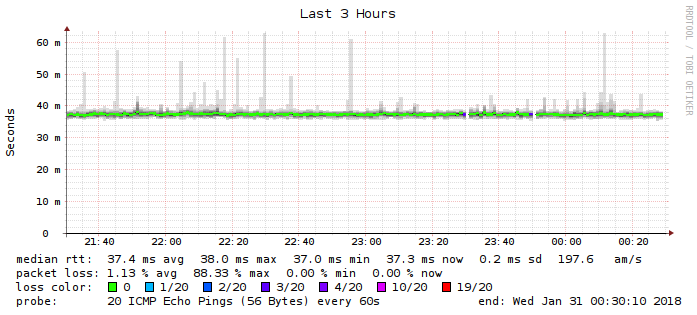 Last 3 Hours
RRDTOOL / TOBI OETIKER
Seconds
60 m
50 m
40 m
30 m
20 m
10 m
0
21:40 22:00 22:20 22:40 23:00 23:20 23:40 00:00 00:20
median rtt: 37.4 ms avg 38.0 ms max 37.0 ms min 37.3 ms now 0.2 ms sd 197.6 am/s
packet loss: 1.13 % avg 88.33 % max 0.00 % min 0.00 % now
loss color: 0 1/20 2/20 3/20 4/20 10/20 19/20
probe: 20 ICMP Echo Pings (56 Bytes) every 60s end: Wed Jan 31 00:30:10 2018